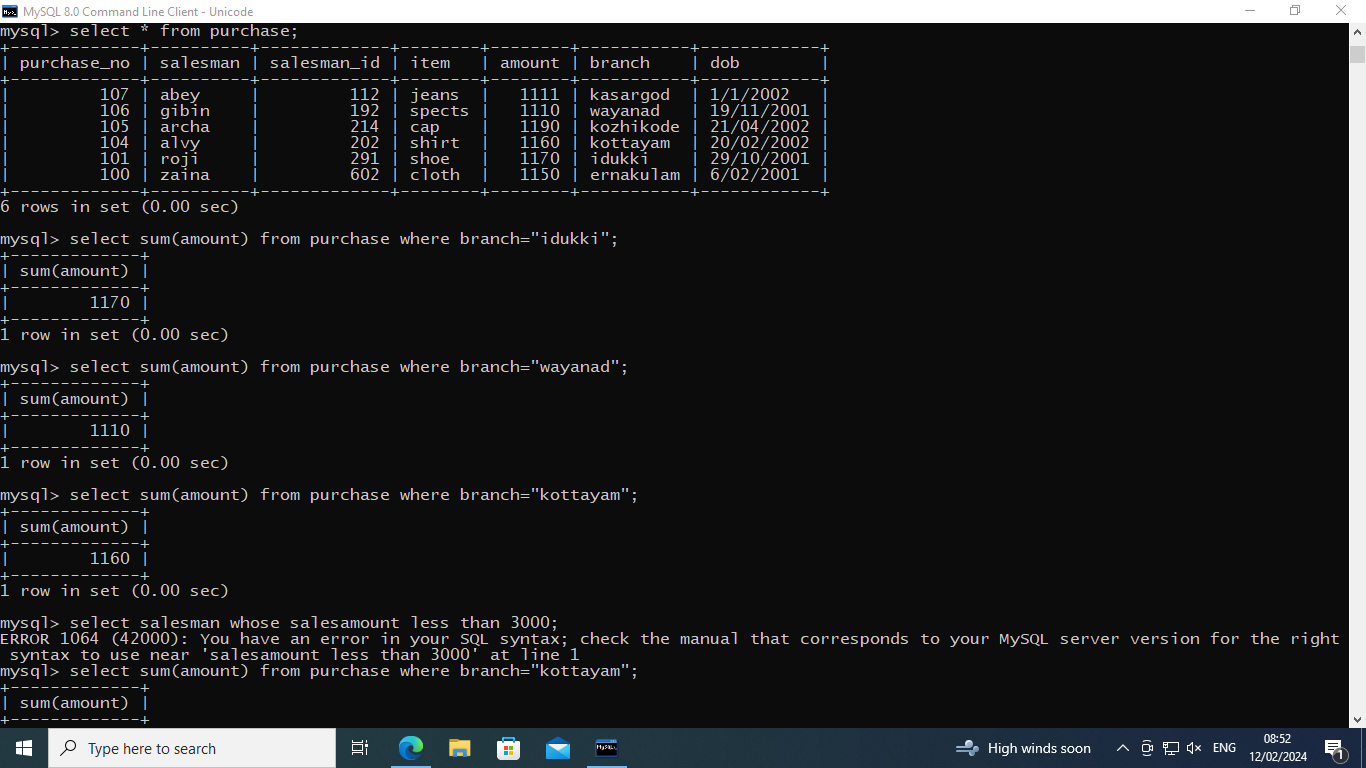 MySQL 8.0 Command Line Client - Unicode
mysql> select * from purchase;
+-------------+----------+-------------+--------+--------+-----------+------------+
| purchase_no | salesman | salesman_id | item   | amount | branch    | dob        |
+-------------+----------+-------------+--------+--------+-----------+------------+
|         107 | abey     |         112 | jeans  |   1111 | kasargod  | 1/1/2002   |
|         106 | gibin    |         192 | spects |   1110 | wayanad   | 19/11/2001 |
|         105 | archa    |         214 | cap    |   1190 | kozhikode | 21/04/2002 |
|         104 | alvy     |         202 | shirt  |   1160 | kottayam  | 20/02/2002 |
|         101 | roji     |         291 | shoe   |   1170 | idukki    | 29/10/2001 |
|         100 | zaina    |         602 | cloth  |   1150 | ernakulam | 6/02/2001  |
+-------------+----------+-------------+--------+--------+-----------+------------+
6 rows in set (0.00 sec)
mysql> select sum(amount) from purchase where branch="idukki";
+-------------+
| sum(amount) |
+-------------+
|        1170 |
+-------------+
1 row in set (0.00 sec)
mysql> select sum(amount) from purchase where branch="wayanad";
+-------------+
| sum(amount) |
+-------------+
|        1110 |
+-------------+
1 row in set (0.00 sec)
mysql> select sum(amount) from purchase where branch="kottayam";
+-------------+
| sum(amount) |
+-------------+
|        1160 |
+-------------+
1 row in set (0.00 sec)
mysql> select salesman whose salesamount less than 3000;
ERROR 1064 (42000): You have an error in your SQL syntax; check the manual that corresponds to your MySQL server version for the right
 syntax to use near 'salesamount less than 3000' at line 1
mysql> select sum(amount) from purchase where branch="kottayam";
+-------------+
| sum(amount) |
+-------------+
Type here to search
High winds soon
ENG
08:52
12/02/2024
1